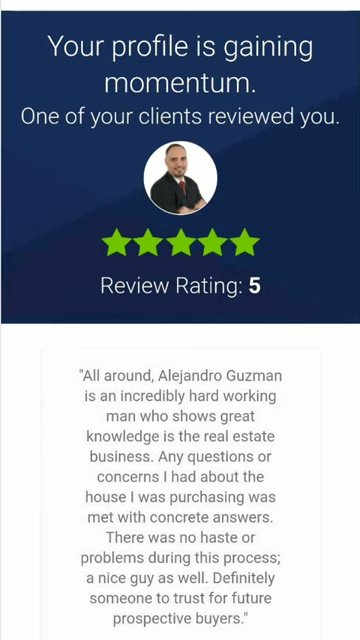 Your profile is gaining
momentum.
One of your clients reviewed you.
Review Rating: 5
"All around, Alejandro Guzman
is an incredibly hard working
man who shows great
knowledge is the real estate
business. Any questions or
concerns I had about the
house I was purchasing was
met with concrete answers.
There was no haste or
problems during this process;
a nice guy as well. Definitely
someone to trust for future
prospective buyers."